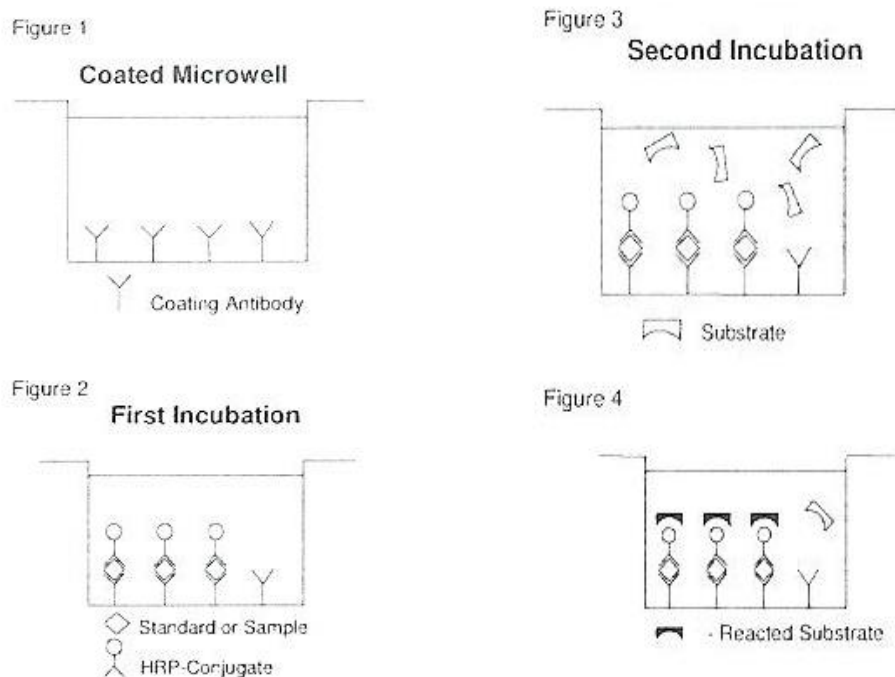 Figure 1
Coated Microwell
Coating Antibody
Figure 2
First Incubation
Standard or Sample
HRP-Conjugate
Figure 3
Second Incubation
Substrate
Figure 4
- Reacted Substrate